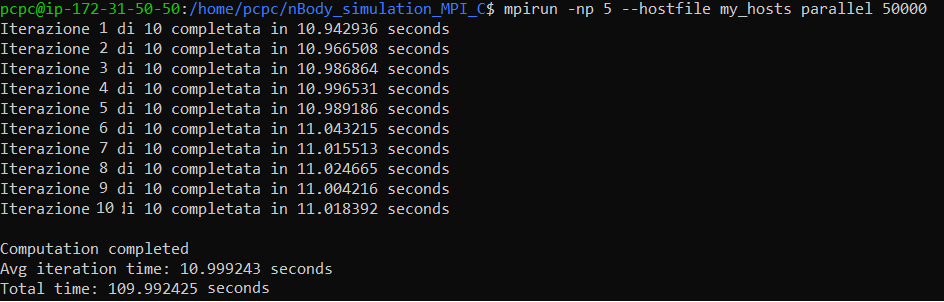 pcpc@ip-172-31-50-50:/home/pcpc/nBody_simulation_MPI_C$ mpirun -np 5 --hostfile my_hosts parallel 50000
Iterazione 1 di 10 completata in 10.942936 seconds
Iterazione 2 di 10 completata in 10.966508 seconds
Iterazione 3 di 10 completata in 10.986864 seconds
Iterazione 4 di 10 completata in 10.996531 seconds
Iterazione 5 di 10 completata in 10.989186 seconds
Iterazione 6 di 10 completata in 11.043215 seconds
Iterazione 7 di 10 completata in 11.015513 seconds
Iterazione 8 di 10 completata in 11.024665 seconds
Iterazione 9 di 10 completata in 11.004216 seconds
Iterazione 10 di 10 completata in 11.018392 seconds

Computation completed
Avg iteration time: 10.999243 seconds
Total time: 109.992425 seconds